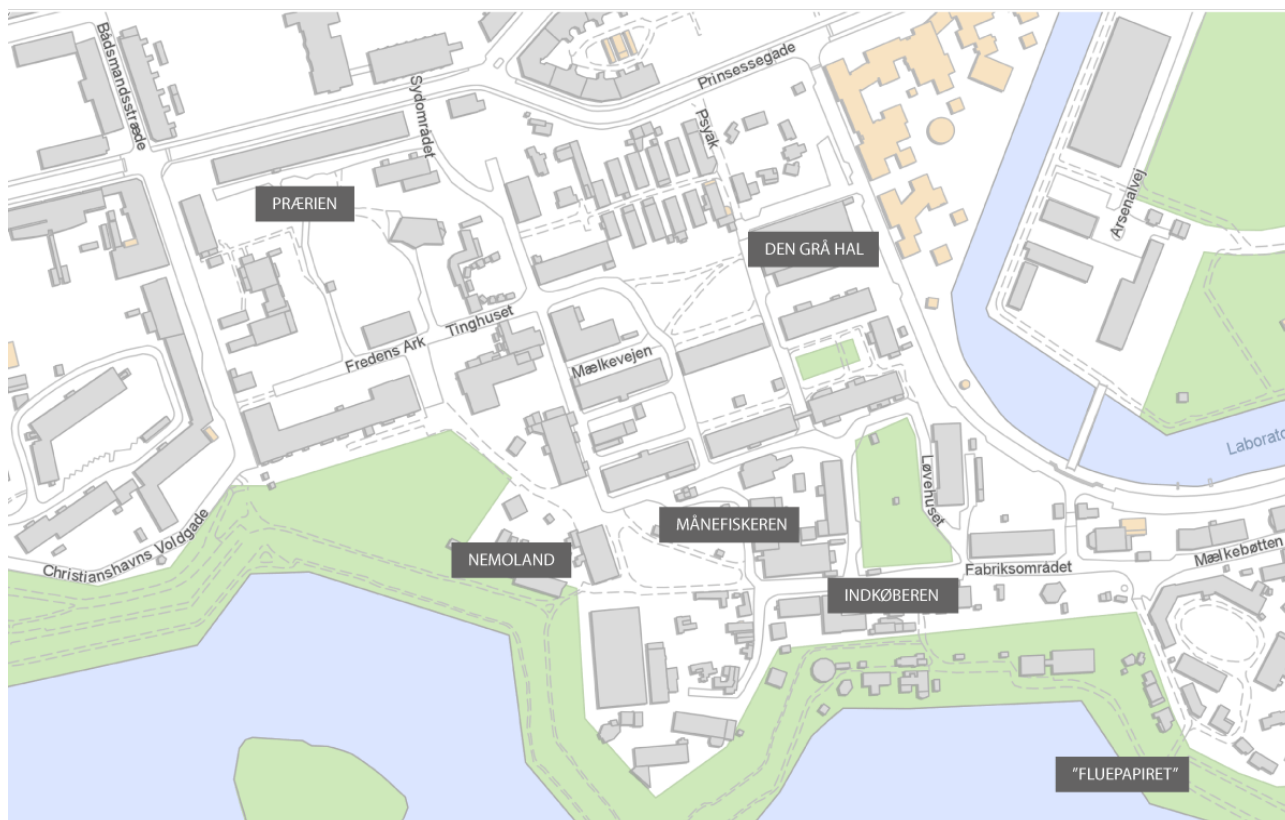 Badsmandsstræde
Sydområdet
Prinsessegade
Psyak
Arsenalvej
PRÆRIEN
DEN GRÅ HAL
Tinghuset
Fredens Ark
Mælkevejen
Laborato
Løvehuset
MÅNEFISKEREN
Christianshavns Voldgade
NEMOLAND
Fabriksområdet
Mælkebøtten
INDKØBEREN
"FLUEPAPIRET"